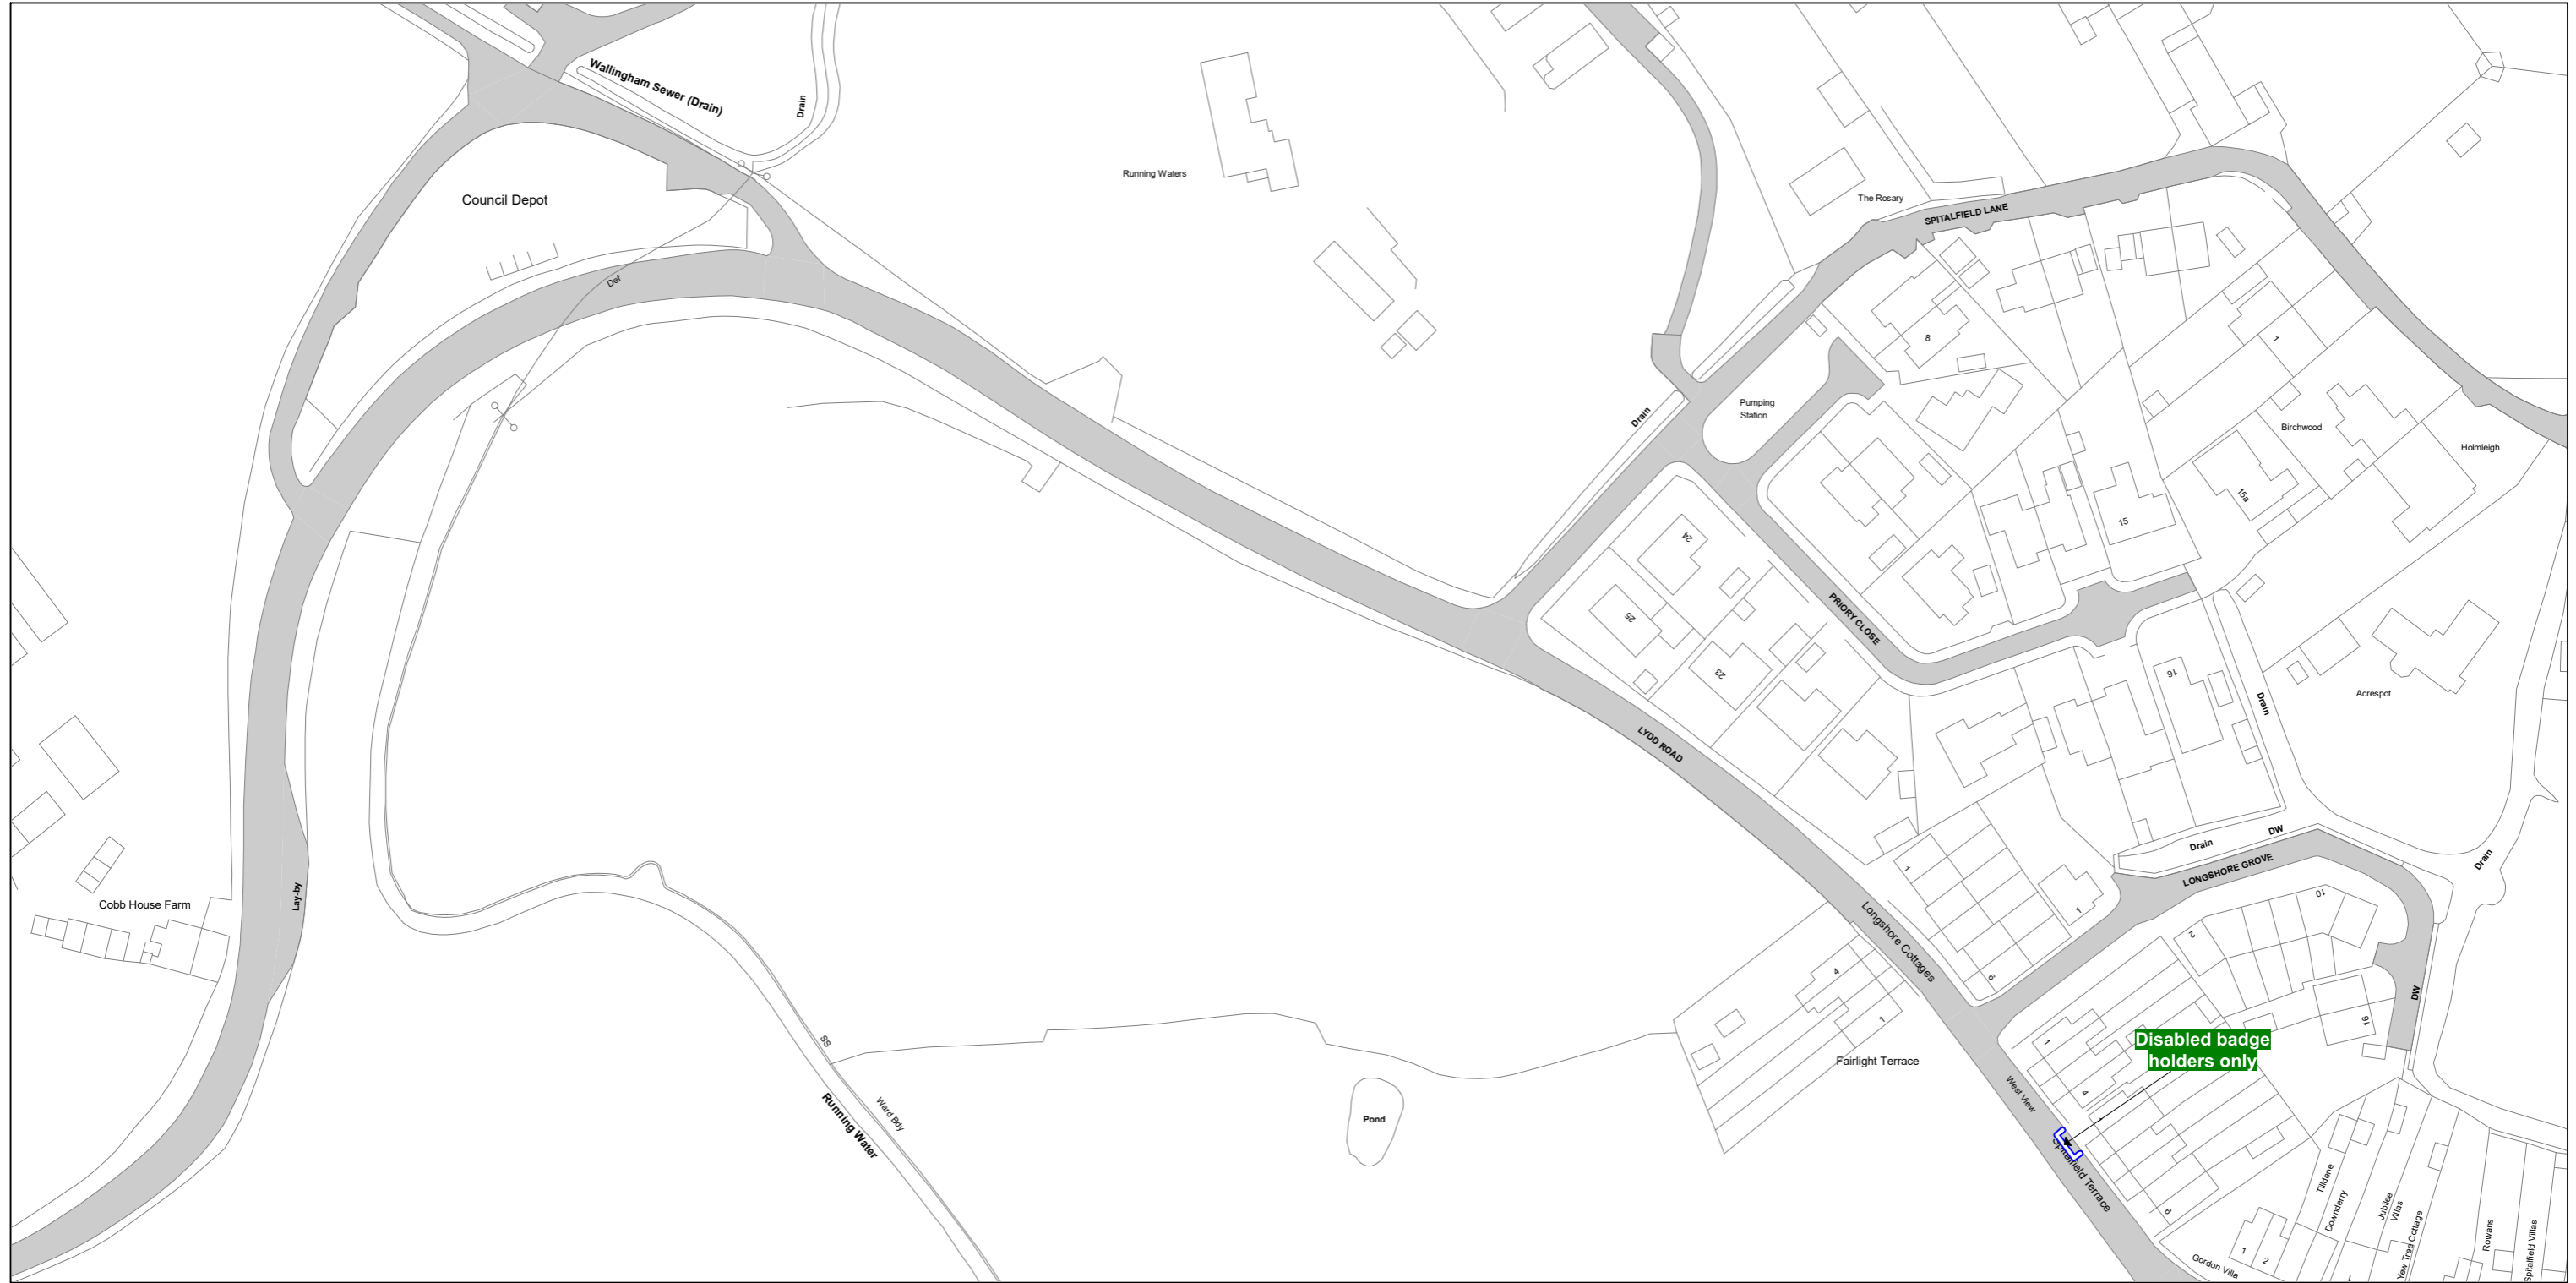 Wallingham Sewer (Drain)
Drain
Council Depot
Def
Running Waters
The Rosary
SPITALFIELD LANE
8
1
Pumping
Station
Drain
Birchwood
Holmleigh
15a
15
24
25
23
PRIORY CLOSE
16
Drain
Acrespot
LYDD ROAD
Lay-by
Cobb House Farm
1
DW
Drain
LONGSHORE GROVE
Drain
1
10
2
Longshore Cottages
6
4
1
Fairlight Terrace
DW
16
SS
Ward Bdy
Running Water
Pond
1
4
Disabled badge
holders only
West View
Spitalfield Terrace
6
Tilldene
Downderry
Jubilee
Villas
Yew Tree Cottage
Rowans
Spitalfield Villas
1
2
Gordon Villa
1